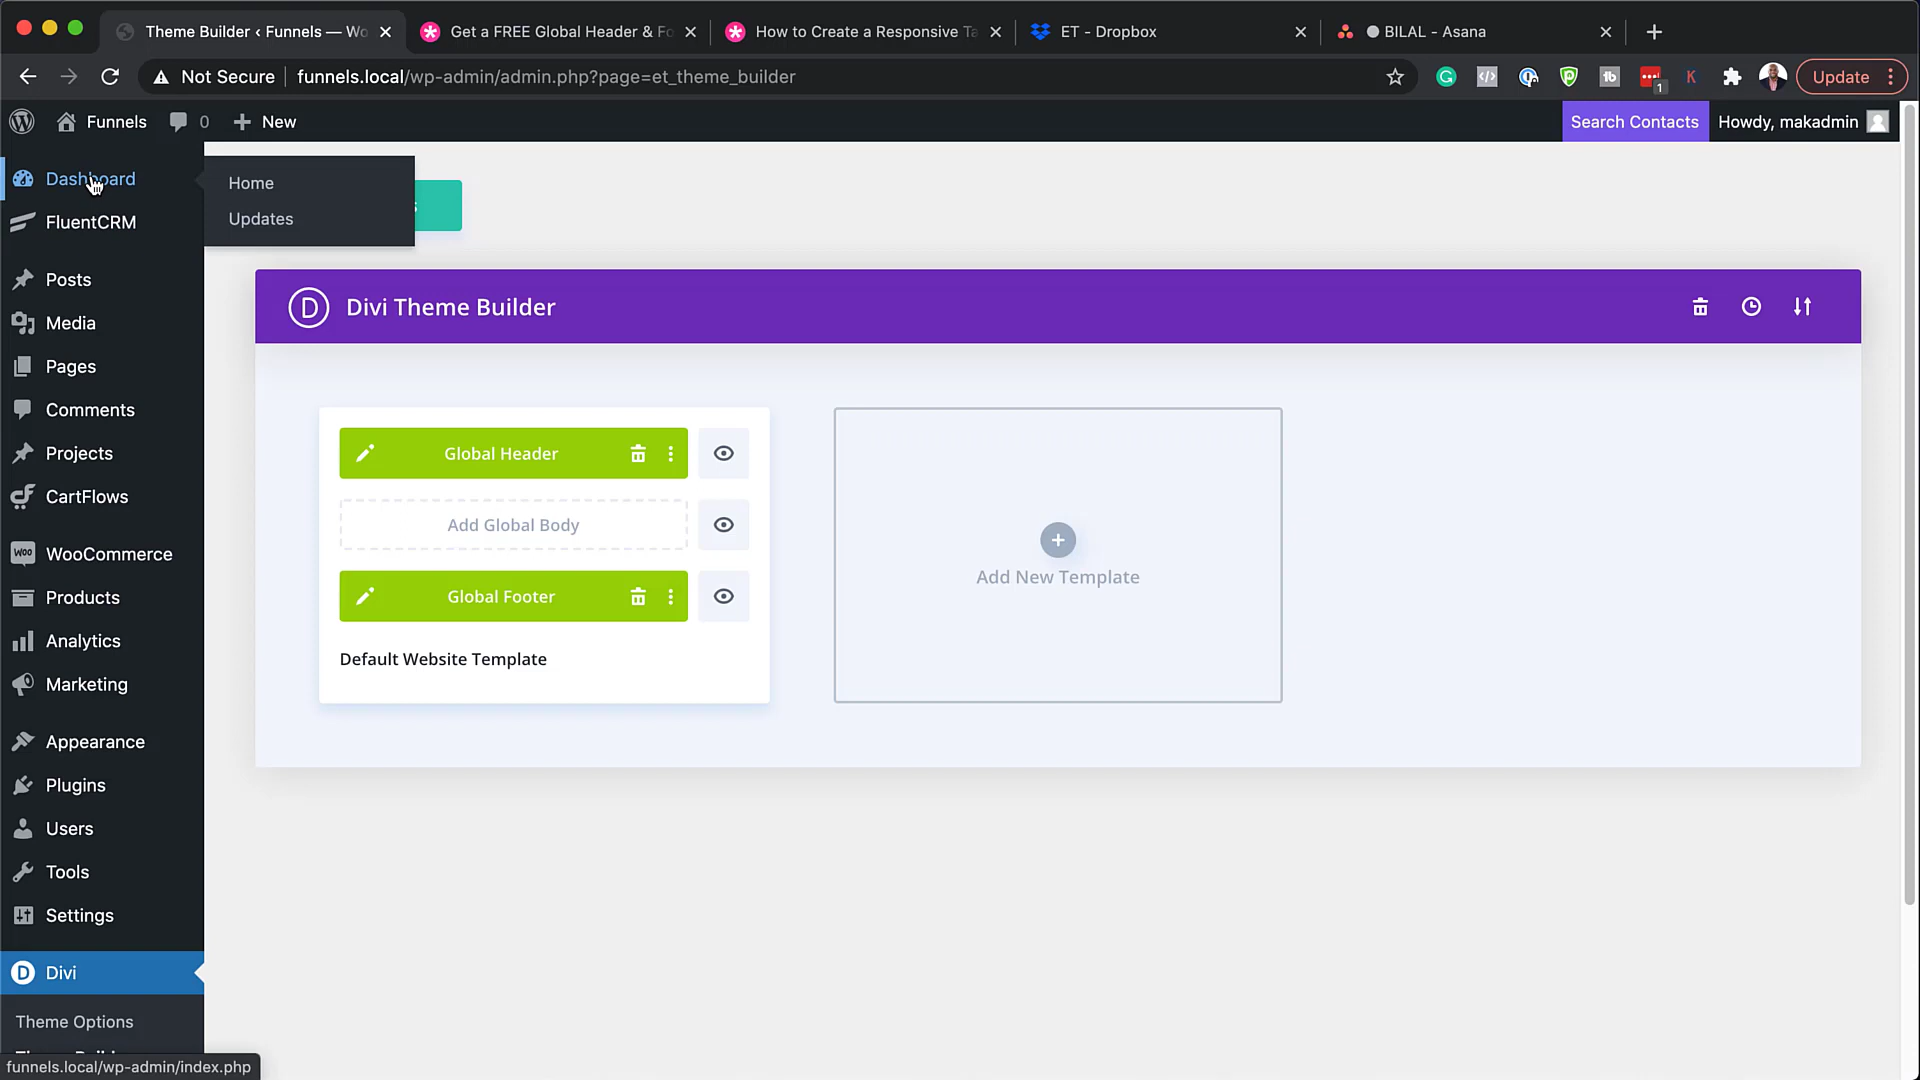 Theme Builder ‹ Funnels — Wo
Get a FREE Global Header & Fo
How to Create a Responsive Ta
ET - Dropbox
BILAL - Asana
Not Secure
funnels.local/wp-admin/admin.php?page=et_theme_builder
1
Update
Funnels
0
New
Search Contacts
Howdy, makadmin
Dashboard
Home
Updates
s
FluentCRM
Posts
Media
Pages
Comments
Projects
CartFlows
WooCommerce
Products
Analytics
Marketing
Appearance
Plugins
Users
Tools
Settings
Divi
Theme Options
funnels.local/wp-admin/index.php
D
Divi Theme Builder
Global Header
Add Global Body
Global Footer
Default Website Template
Add New Template